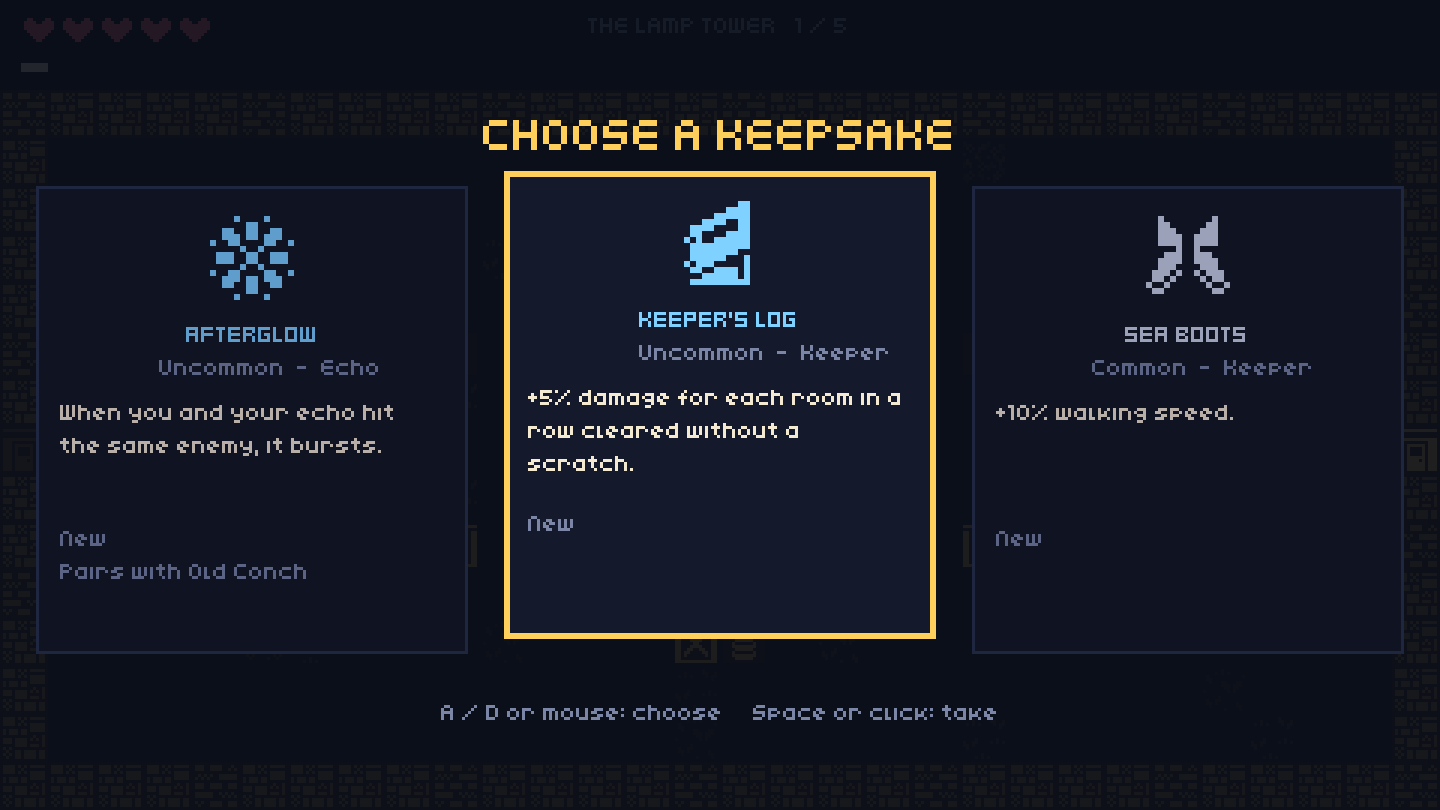 THE LAMP TOWER 1 / 5
CHOOSE A KEEPSAKE
AFTERGLOW
Uncommon - Echo
When you and your echo hit
the same enemy, it bursts.
New
Pairs with Old Conch
KEEPER'S LOG
Uncommon - Keeper
+5% damage for each room in a
row cleared without a
scratch.
New
SEA BOOTS
Common - Keeper
+10% walking speed.
New
A / D or mouse: choose Space or click: take